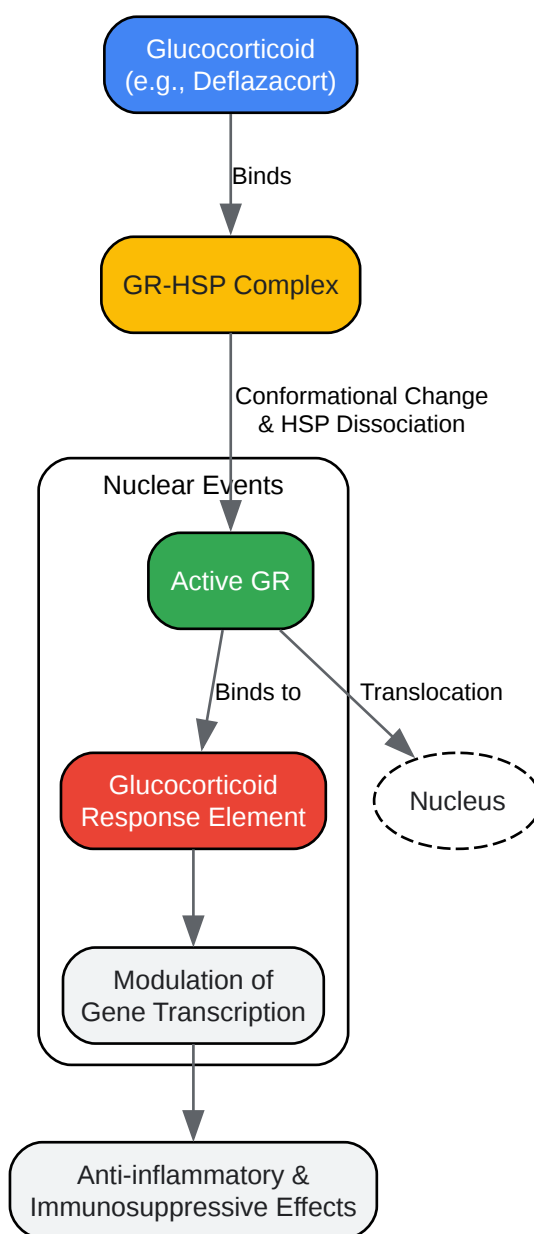 Glucocorticoid
(e.g., Deflazacort)
Binds
GR-HSP Complex
Conformational Change
& HSP Dissociation
Nuclear Events
Active GR
Binds to
Translocation
Glucocorticoid
Response Element
Nucleus
Modulation of
Gene Transcription
Anti-inflammatory &
Immunosuppressive Effects